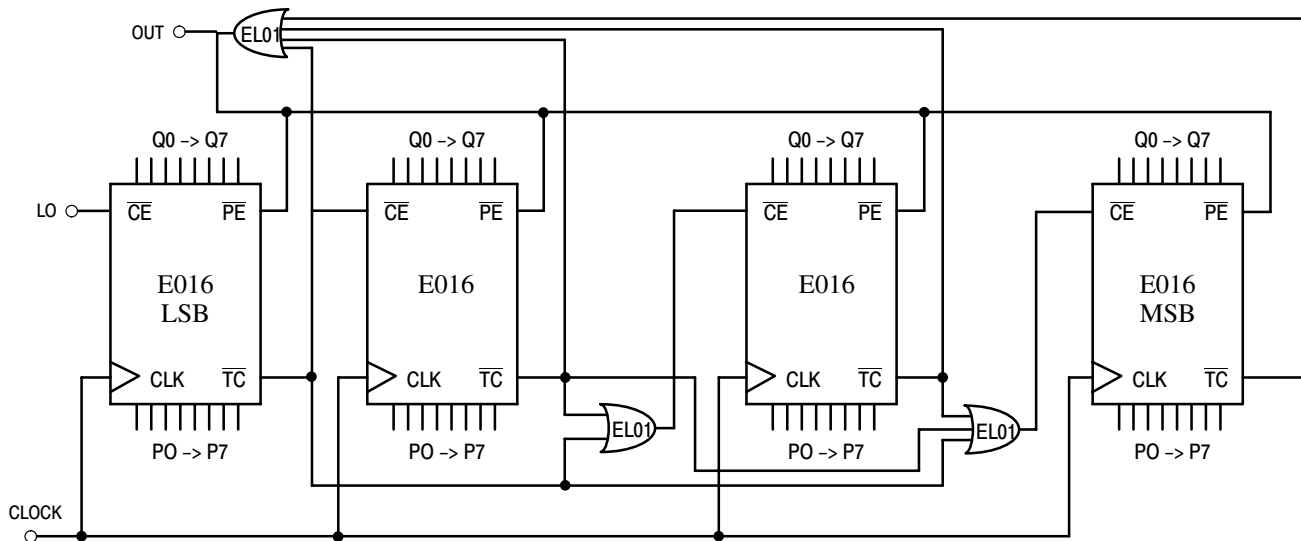 OUT
EL01
Q0 –> Q7
Q0 –> Q7
Q0 –> Q7
Q0 –> Q7
LO
CE PE
CE PE
CE PE
CE PE
E016
LSB
E016
E016
E016
MSB
CLK TC
CLK TC
CLK TC
CLK TC
EL01
EL01
PO –> P7
PO –> P7
PO –> P7
PO –> P7
CLOCK